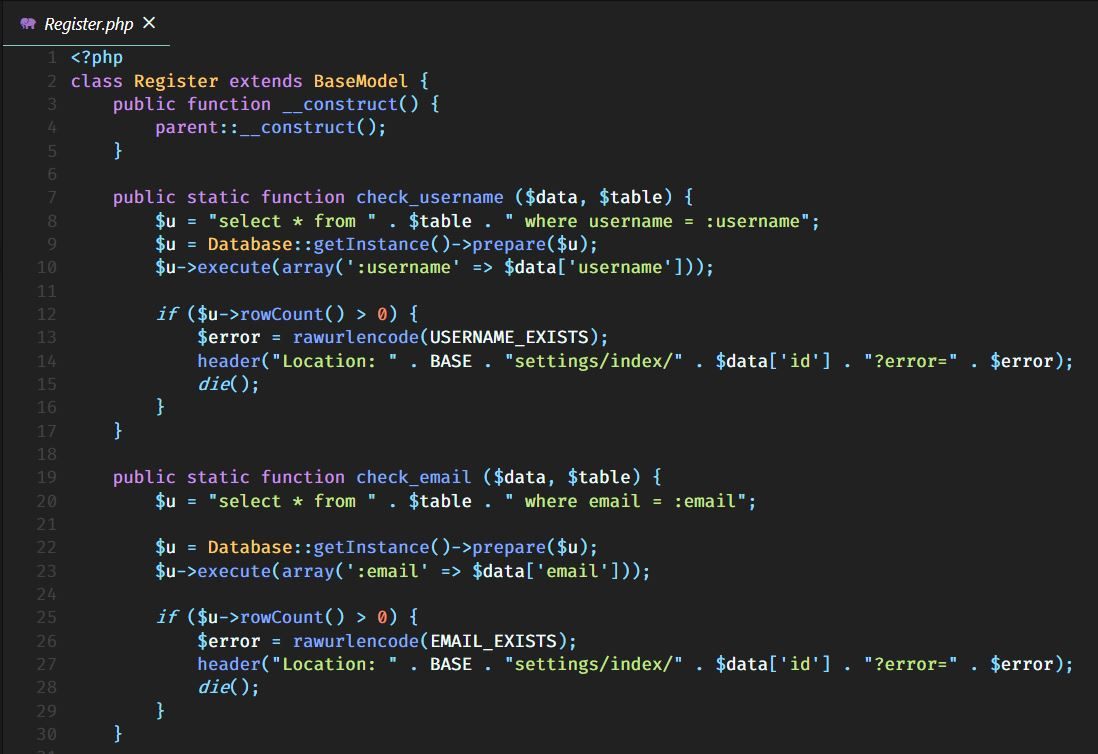 Register.php ×
1 <?php
2 class Register extends BaseModel {
3     public function __construct() {
4         parent::__construct();
5     }
6
7     public static function check_username ($data, $table) {
8         $u = "select * from " . $table . " where username = :username";
9         $u = Database::getInstance()->prepare($u);
10         $u->execute(array(':username' => $data['username']));
11
12         if ($u->rowCount() > 0) {
13             $error = rawurlencode(USERNAME_EXISTS);
14             header("Location: " . BASE . "settings/index/" . $data['id'] . "?error=" . $error);
15             die();
16         }
17     }
18
19     public static function check_email ($data, $table) {
20         $u = "select * from " . $table . " where email = :email";
21
22         $u = Database::getInstance()->prepare($u);
23         $u->execute(array(':email' => $data['email']));
24
25         if ($u->rowCount() > 0) {
26             $error = rawurlencode(EMAIL_EXISTS);
27             header("Location: " . BASE . "settings/index/" . $data['id'] . "?error=" . $error);
28             die();
29         }
30     }